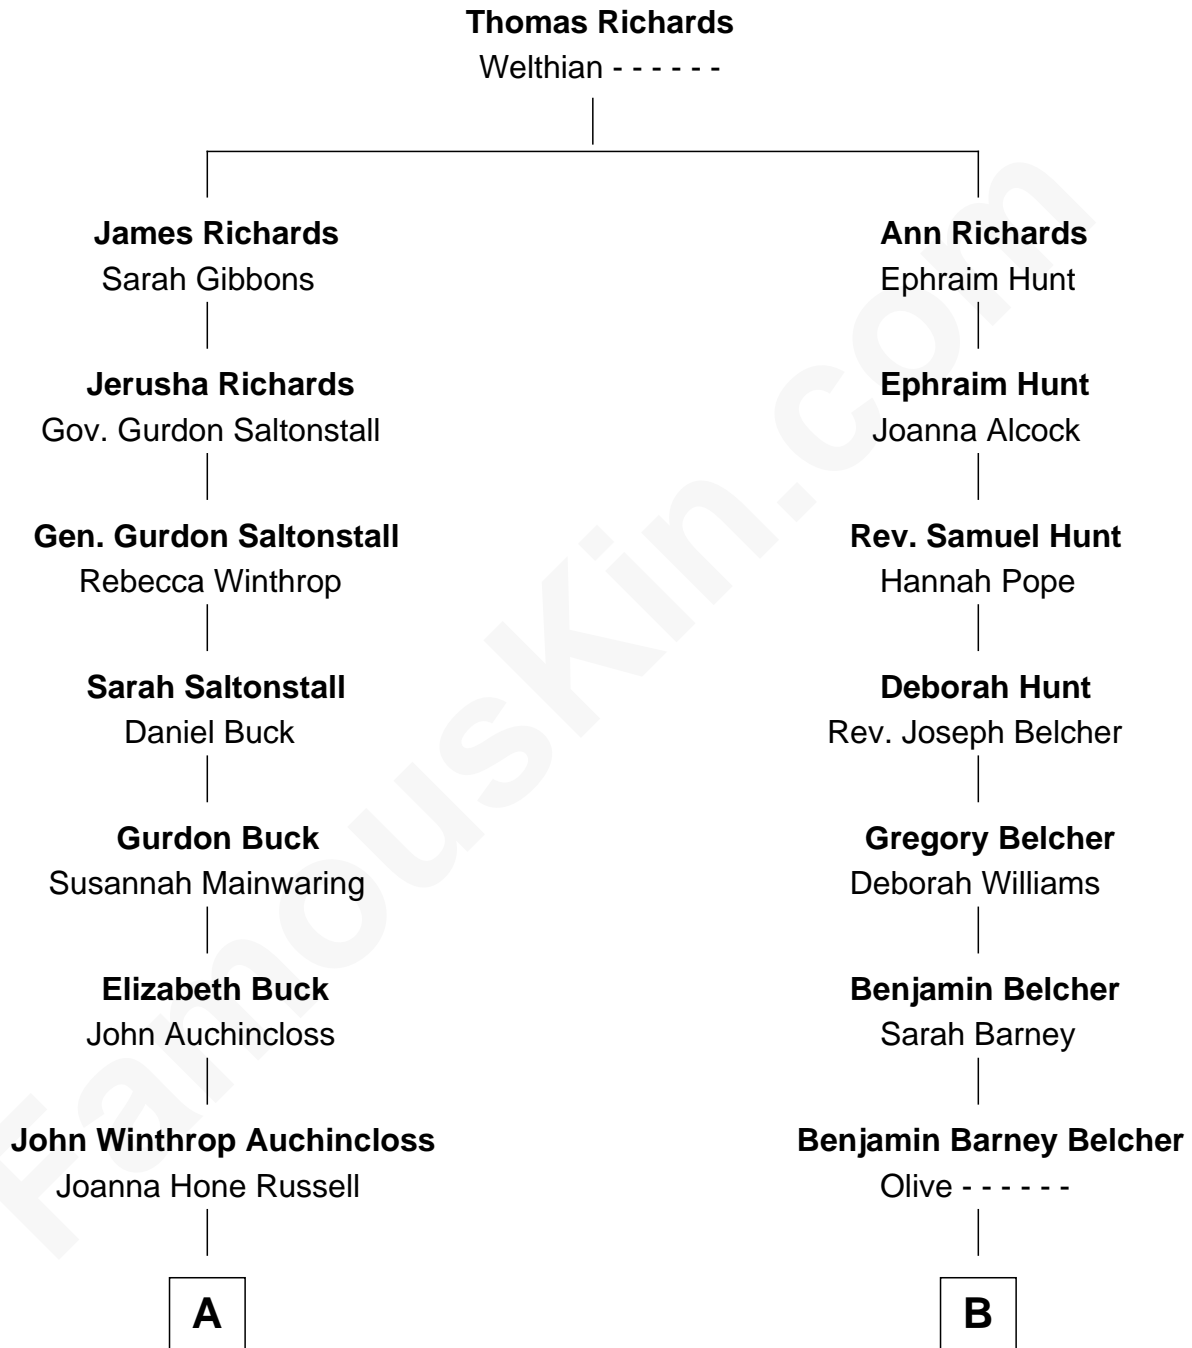 Thomas Richards
Welthian - - - - - -
James Richards
Sarah Gibbons
Ann Richards
Ephraim Hunt
Jerusha Richards
Gov. Gurdon Saltonstall
Ephraim Hunt
Joanna Alcock
Gen. Gurdon Saltonstall
Rebecca Winthrop
Rev. Samuel Hunt
Hannah Pope
Sarah Saltonstall
Daniel Buck
Deborah Hunt
Rev. Joseph Belcher
Gurdon Buck
Susannah Mainwaring
Gregory Belcher
Deborah Williams
Elizabeth Buck
John Auchincloss
Benjamin Belcher
Sarah Barney
John Winthrop Auchincloss
Joanna Hone Russell
Benjamin Barney Belcher
Olive - - - - - -
A
B
FamousKin.com